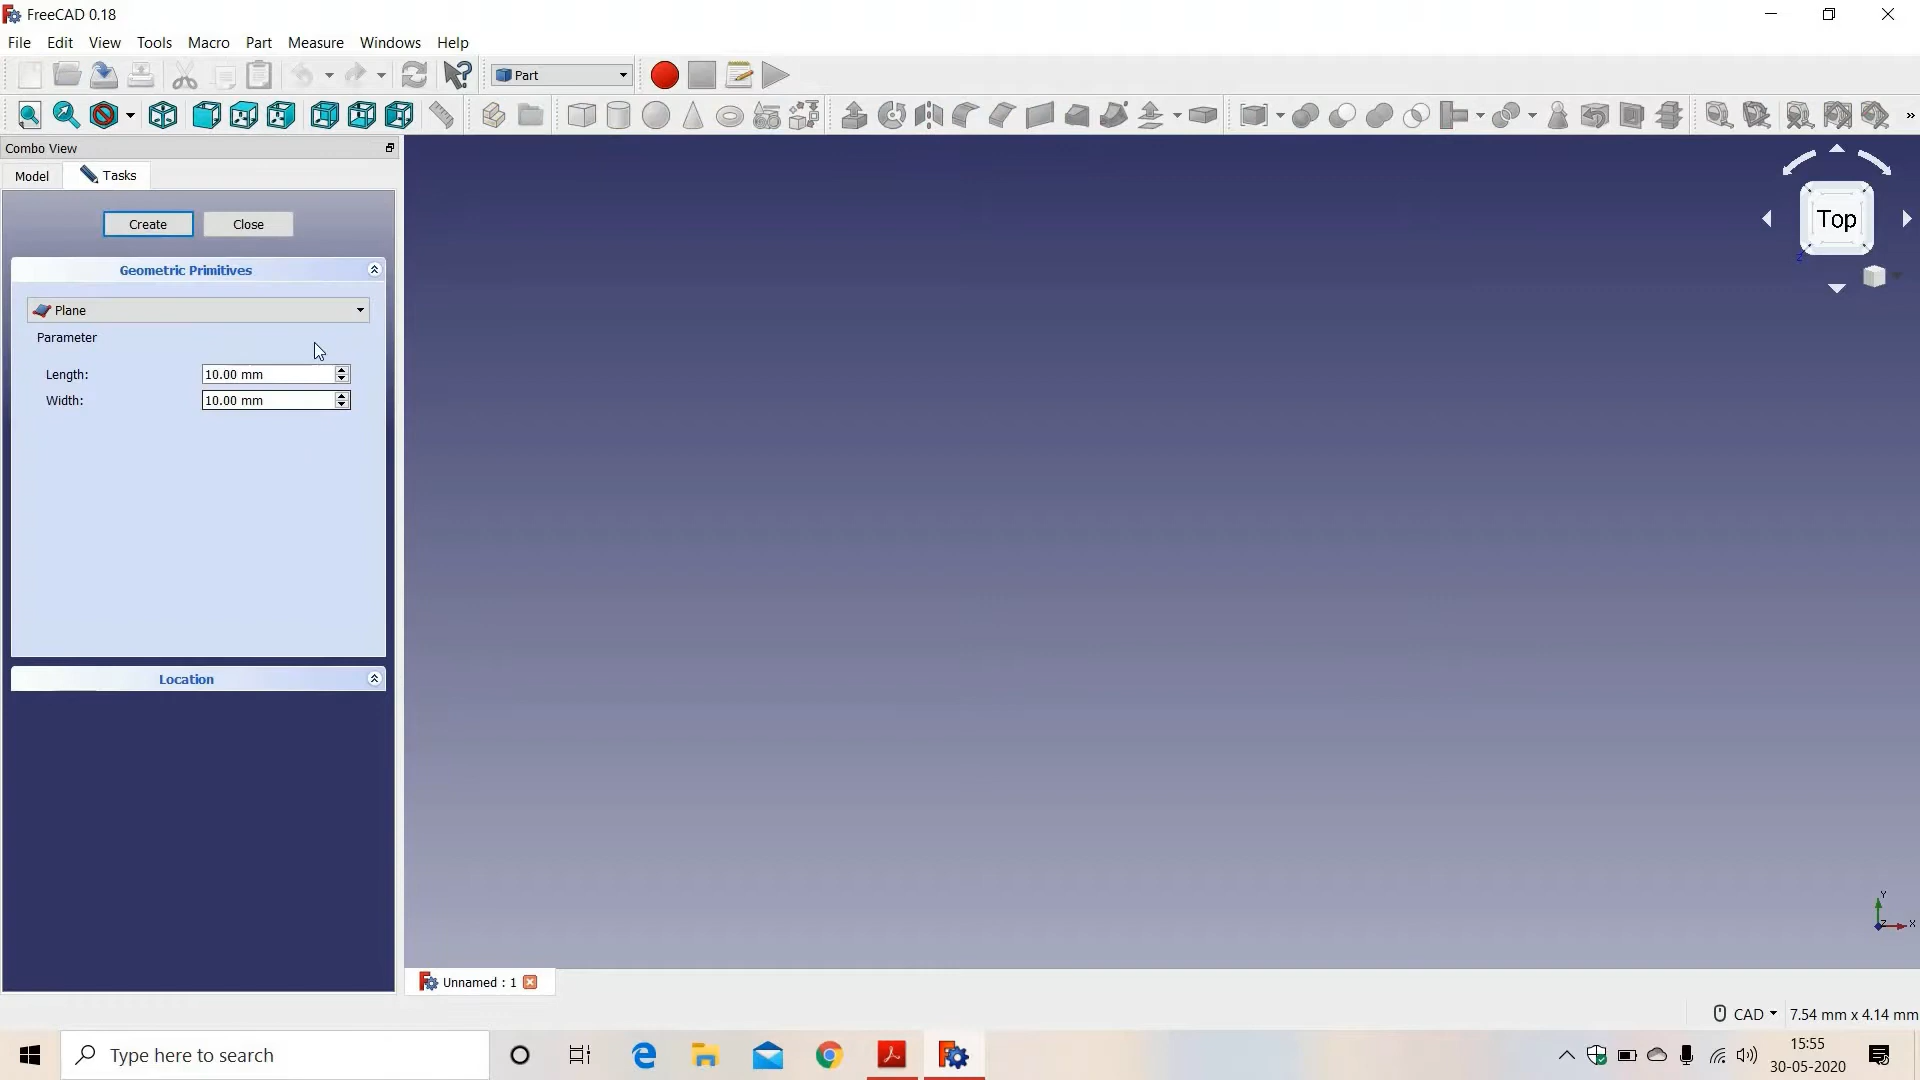 FreeCAD 0.18
File Edit View Tools Macro Part Measure Windows Help
Part
Combo View
Model Tasks
Create Close
Geometric Primitives
Plane
Parameter
Length: 10.00 mm
Width: 10.00 mm
Location
Top
Z
Y
Z X
Unnamed : 1
CAD 7.54 mm x 4.14 mm
Type here to search
15:55
30-05-2020